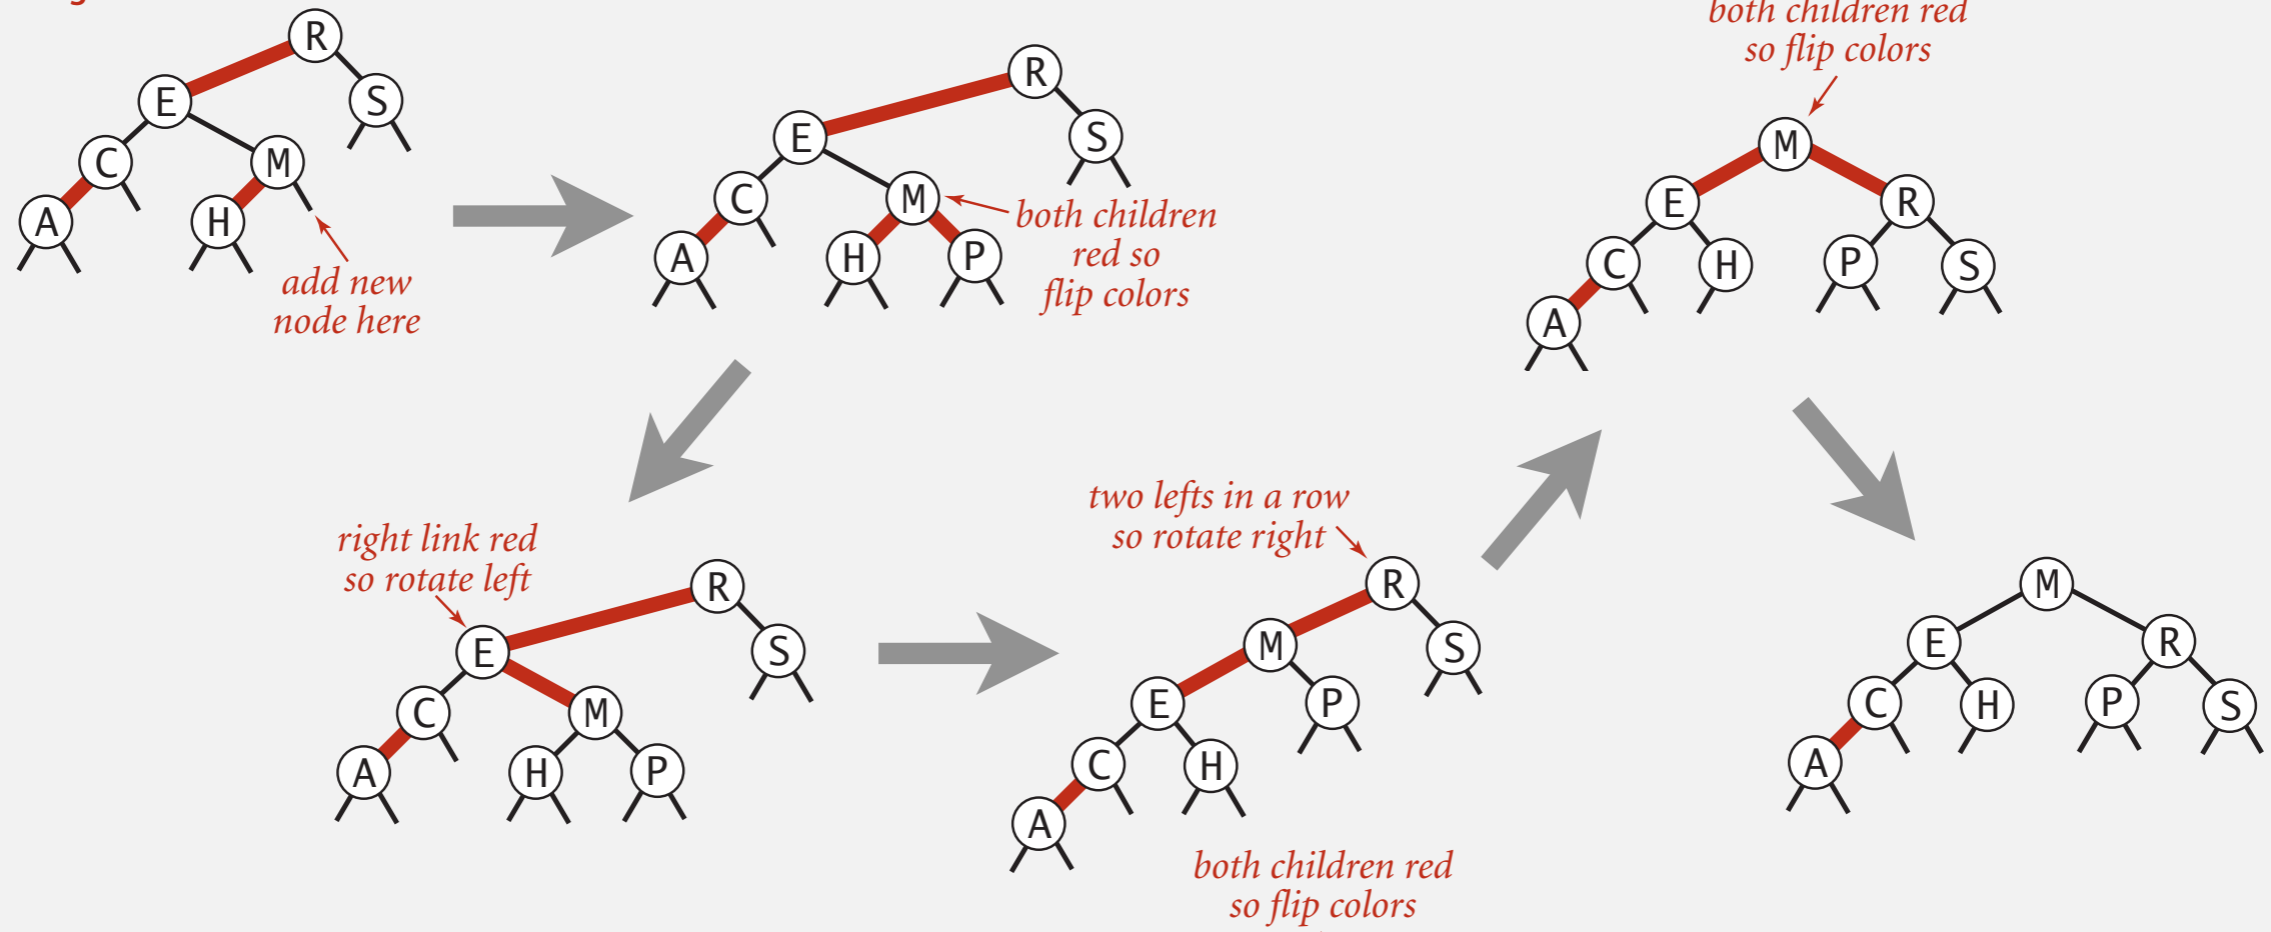 R
E
S
C
M
A
H
add new
node here
R
E
S
C
M
both children
red so
flip colors
A
H
P
both children red
so flip colors
M
E
R
C
H
P
S
A
right link red
so rotate left
R
E
S
C
M
A
H
P
two lefts in a row
so rotate right
R
M
S
E
P
C
H
A
both children red
so flip colors
M
E
R
C
H
P
S
A